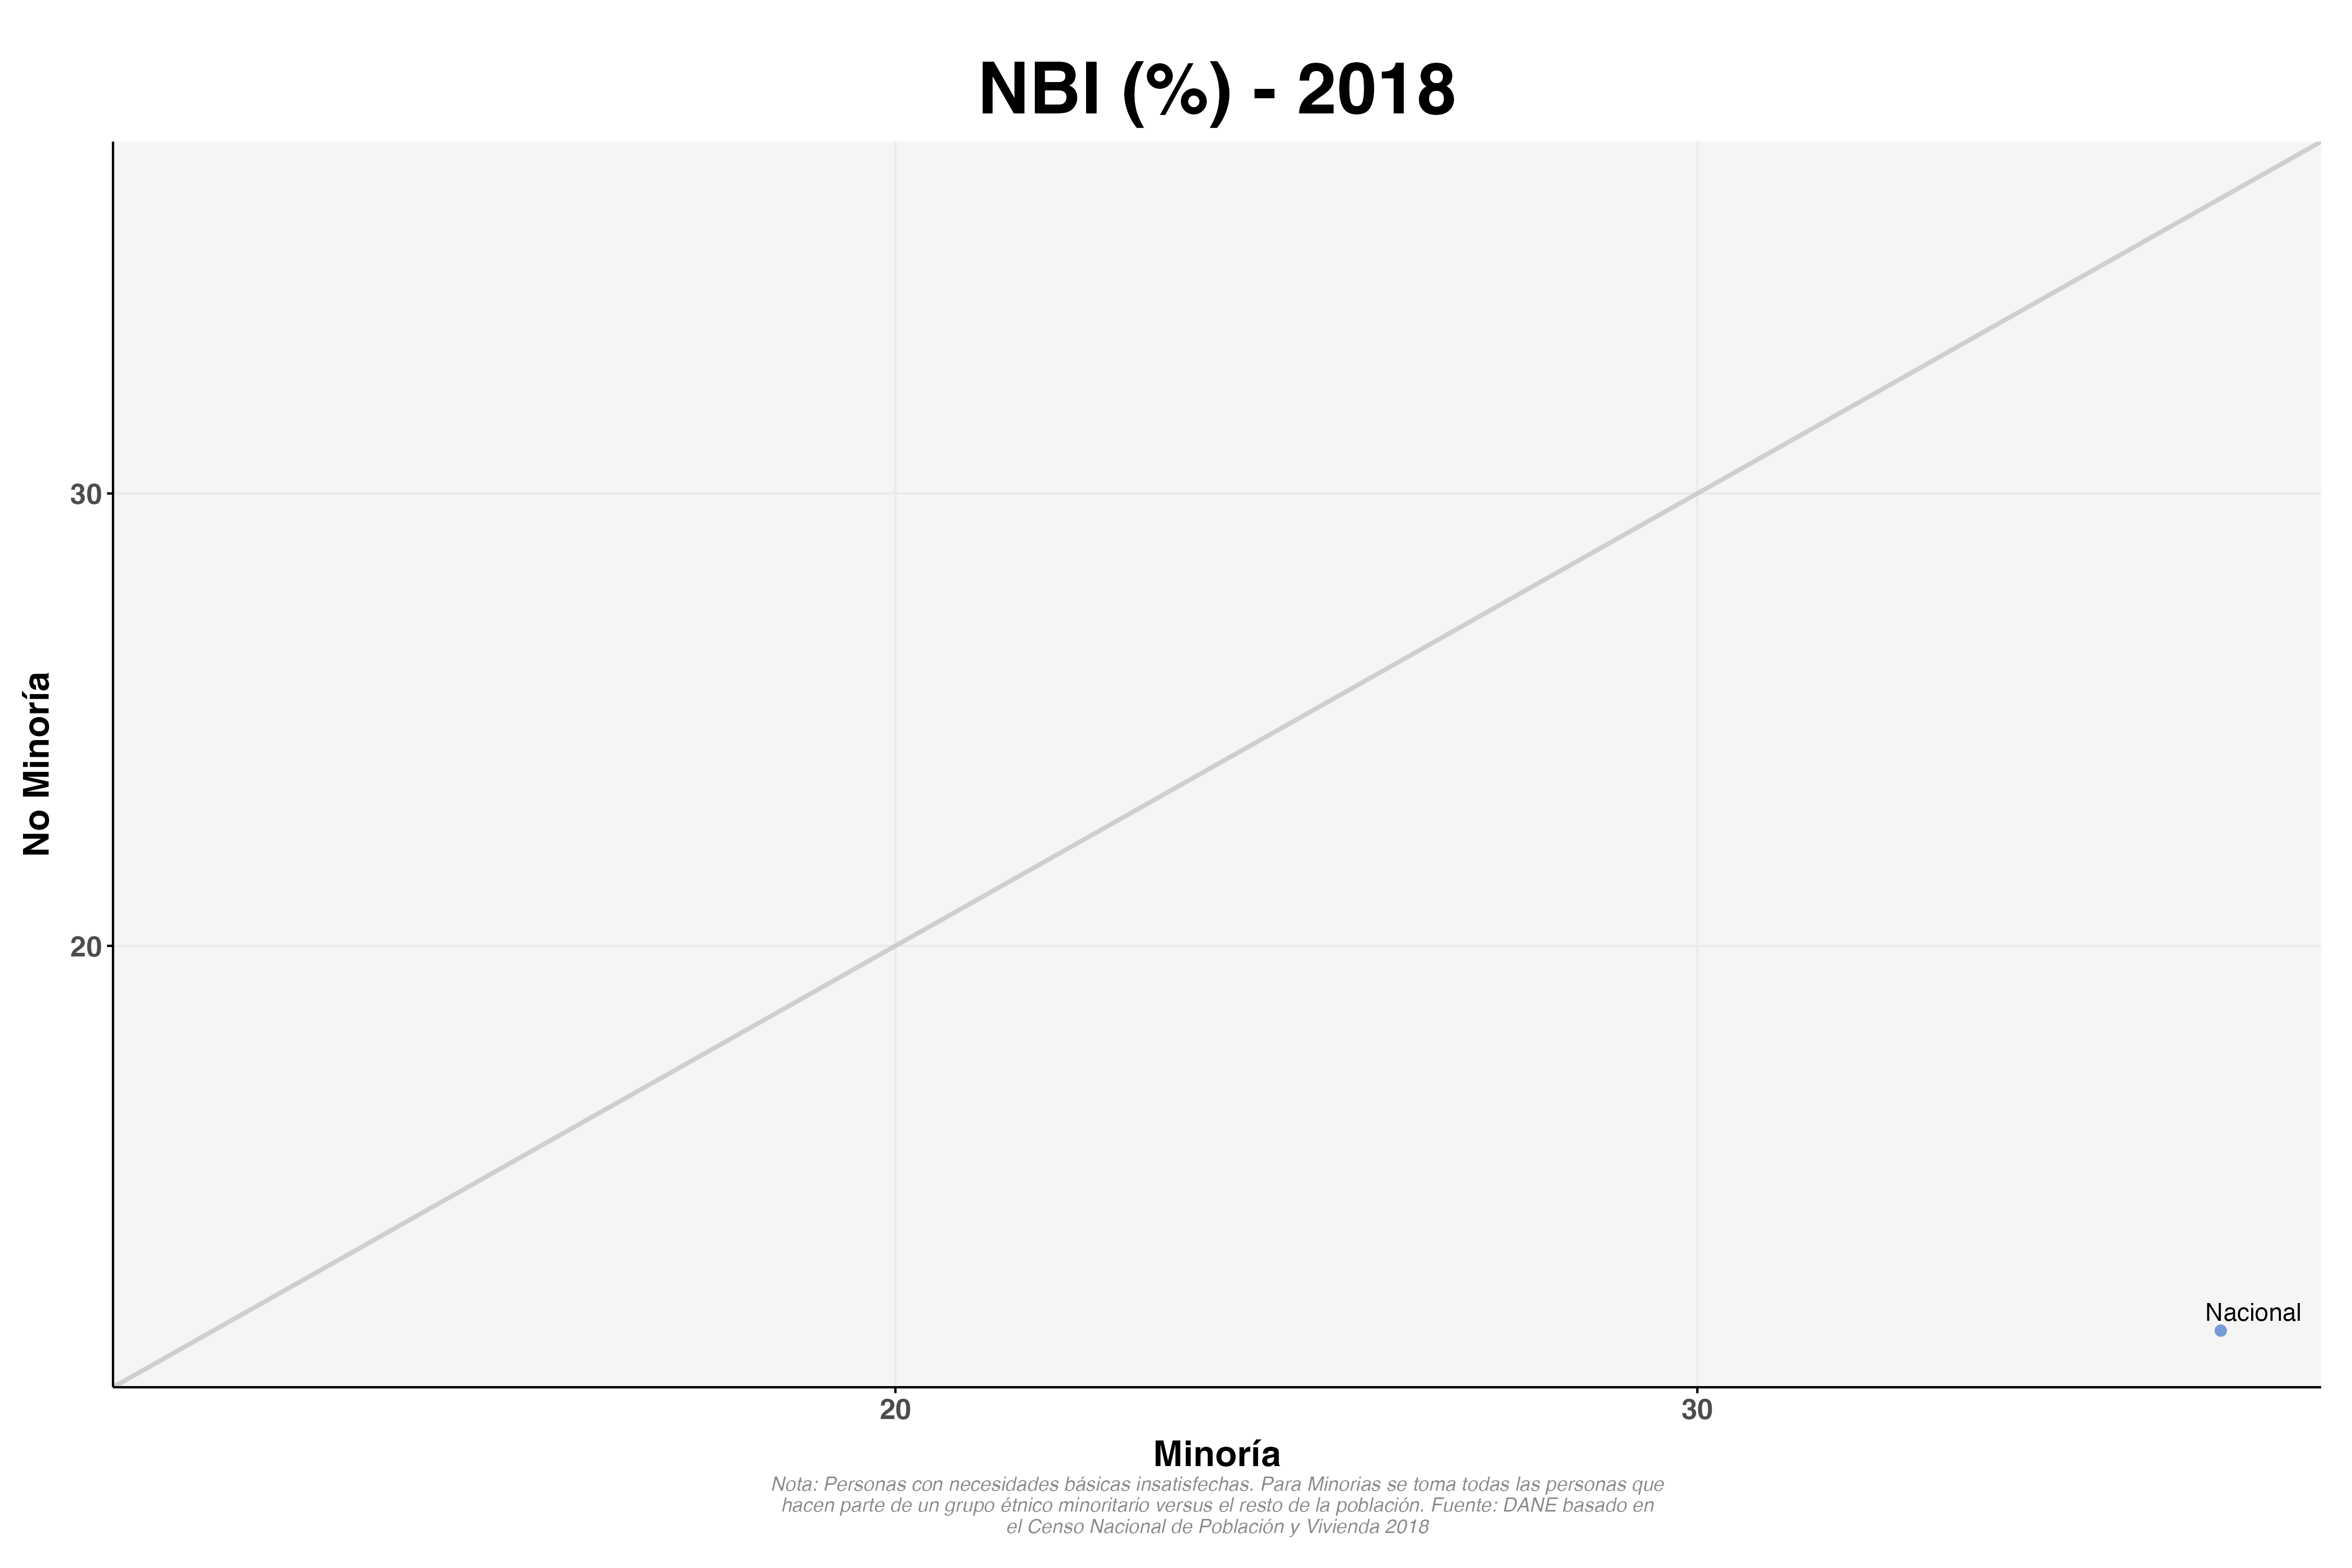 NBI (%) - 2018
No Minoría
30
20
Nacional
20
30
Minoría
Nota: Personas con necesidades básicas insatisfechas. Para Minorias se toma todas las personas que
hacen parte de un grupo étnico minoritario versus el resto de la población. Fuente: DANE basado en
el Censo Nacional de Población y Vivienda 2018